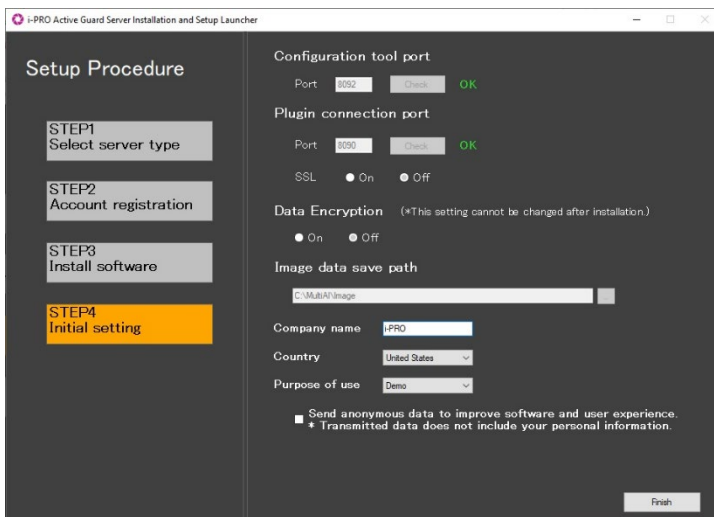 i-PRO Active Guard Server Installation and Setup Launcher
Setup Procedure
STEP1
Select server type
STEP2
Account registration
STEP3
Install software
STEP4
Initial setting
Configuration tool port
Port 8092 Check OK
Plugin connection port
Port 8090 Check OK
SSL On Off
Data Encryption (*This setting cannot be changed after installation.)
On Off
Image data save path
C:\MultiAI\Image ...
Company name i-PRO
Country United States
Purpose of use Demo
Send anonymous data to improve software and user experience.
* Transmitted data does not include your personal information.
Finish